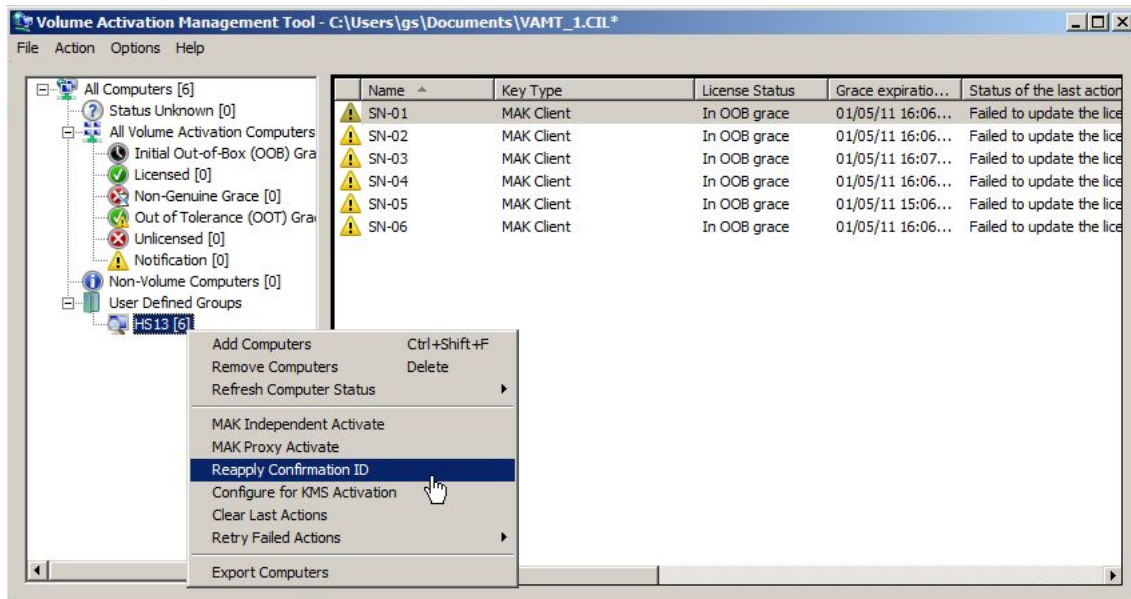 Volume Activation Management Tool - C:\Users\gs\Documents\VAMT_1.CIL*
File Action Options Help
All Computers [6]
Status Unknown [0]
All Volume Activation Computers
Initial Out-of-Box (OOB) Gra
Licensed [0]
Non-Genuine Grace [0]
Out of Tolerance (OOT) Gra
Unlicensed [0]
Notification [0]
Non-Volume Computers [0]
User Defined Groups
HS13 [6]
Name Key Type License Status Grace expiratio... Status of the last action
SN-01 MAK Client In OOB grace 01/05/11 16:06... Failed to update the lice
SN-02 MAK Client In OOB grace 01/05/11 16:06... Failed to update the lice
SN-03 MAK Client In OOB grace 01/05/11 16:07... Failed to update the lice
SN-04 MAK Client In OOB grace 01/05/11 16:06... Failed to update the lice
SN-05 MAK Client In OOB grace 01/05/11 15:06... Failed to update the lice
SN-06 MAK Client In OOB grace 01/05/11 16:06... Failed to update the lice
Add Computers Ctrl+Shift+F
Remove Computers Delete
Refresh Computer Status
MAK Independent Activate
MAK Proxy Activate
Reapply Confirmation ID
Configure for KMS Activation
Clear Last Actions
Retry Failed Actions
Export Computers